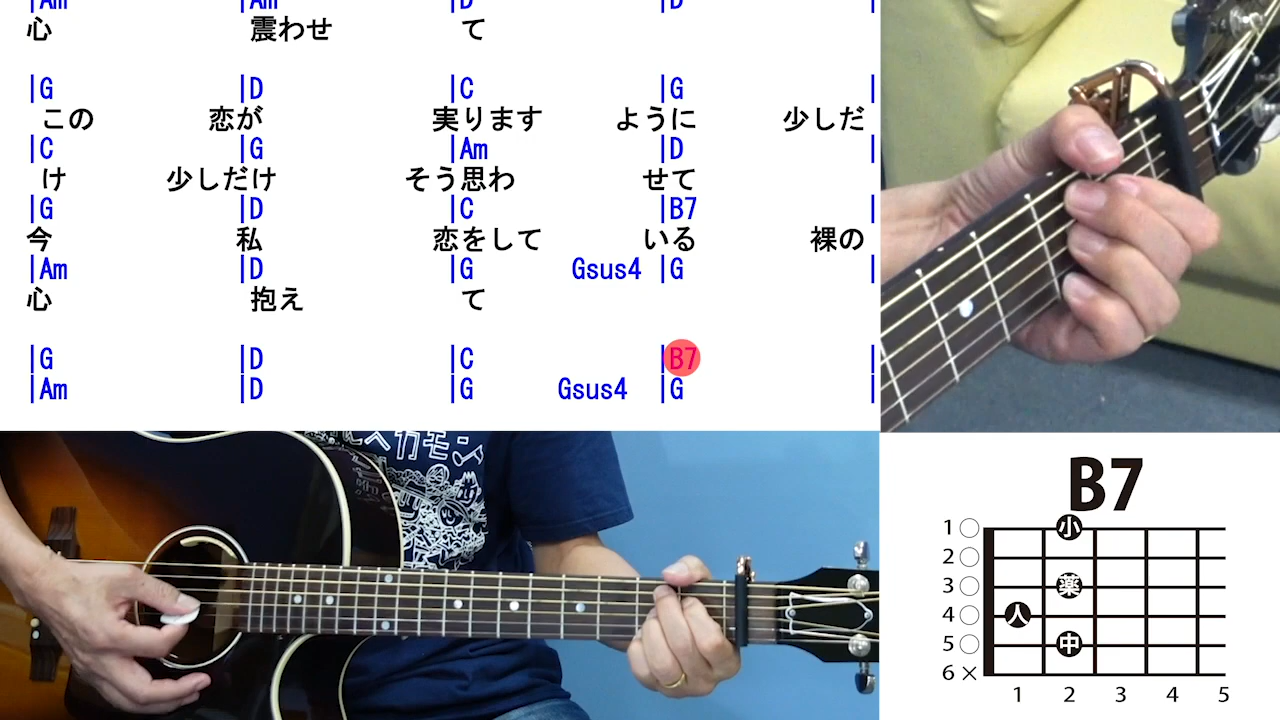 |Am |Am |D |D |
心 震わせ て
|G |D |C |G |
この 恋が 実ります ように 少しだ
|C |G |Am |D |
け 少しだけ そう思わ せて
|G |D |C |B7 |
今 私 恋をして いる 裸の
|Am |D |G Gsus4 |G |
心 抱え て
|G |D |C |B7 |
|Am |D |G Gsus4 |G |
B7
1 ○ 小
2 ○
3 ○ 薬
4 ○ 人
5 ○ 中
6 ×
1 2 3 4 5